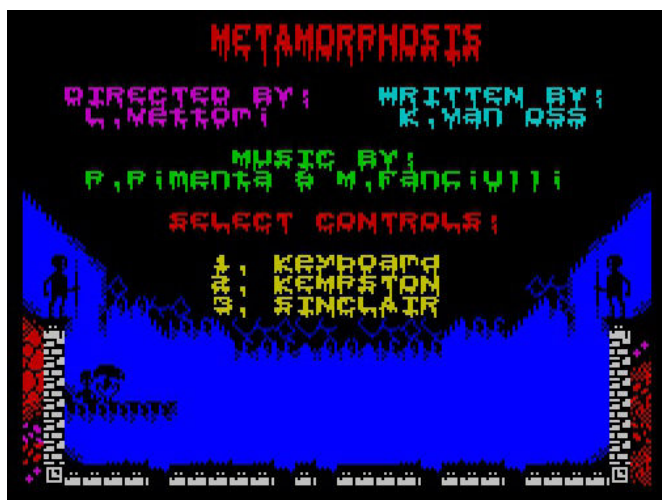 METAMORPHOSIS
DIRECTED BY:
L.Vettori
WRITTEN BY:
K.Van Oss
MUSIC BY:
P.Pimenta & M.Fanciulli
SELECT CONTROLS:
1. Keyboard
2. KEMPSTON
3. SINCLAIR